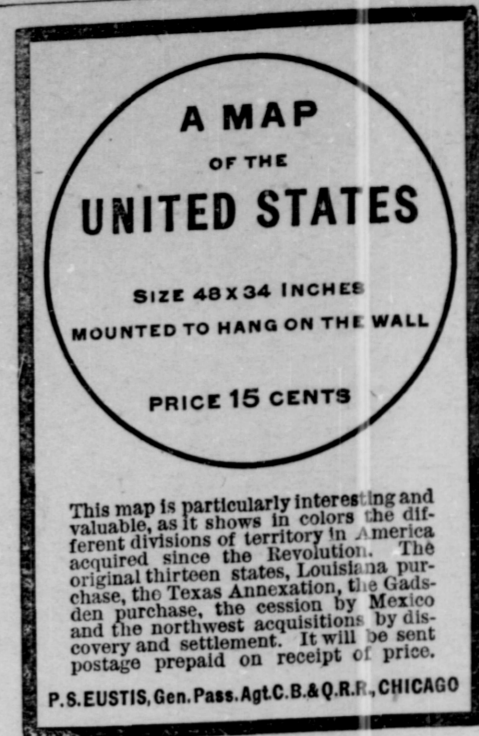 A MAP
OF THE
UNITED STATES
SIZE 48X34 INCHES
MOUNTED TO HANG ON THE WALL
PRICE 15 CENTS
This map is particularly interesting and
valuable, as it shows in colors the dif-
ferent divisions of territory in America
acquired since the Revolution. The
original thirteen states, Louisiana pur-
chase, the Texas Annexation, the Gads-
den purchase, the cession by Mexico
and the northwest acquisitions by dis-
covery and settlement. It will be sent
postage prepaid on receipt of price.
P.S.EUSTIS, Gen. Pass. Agt. C.B.& Q.R.R., CHICAGO